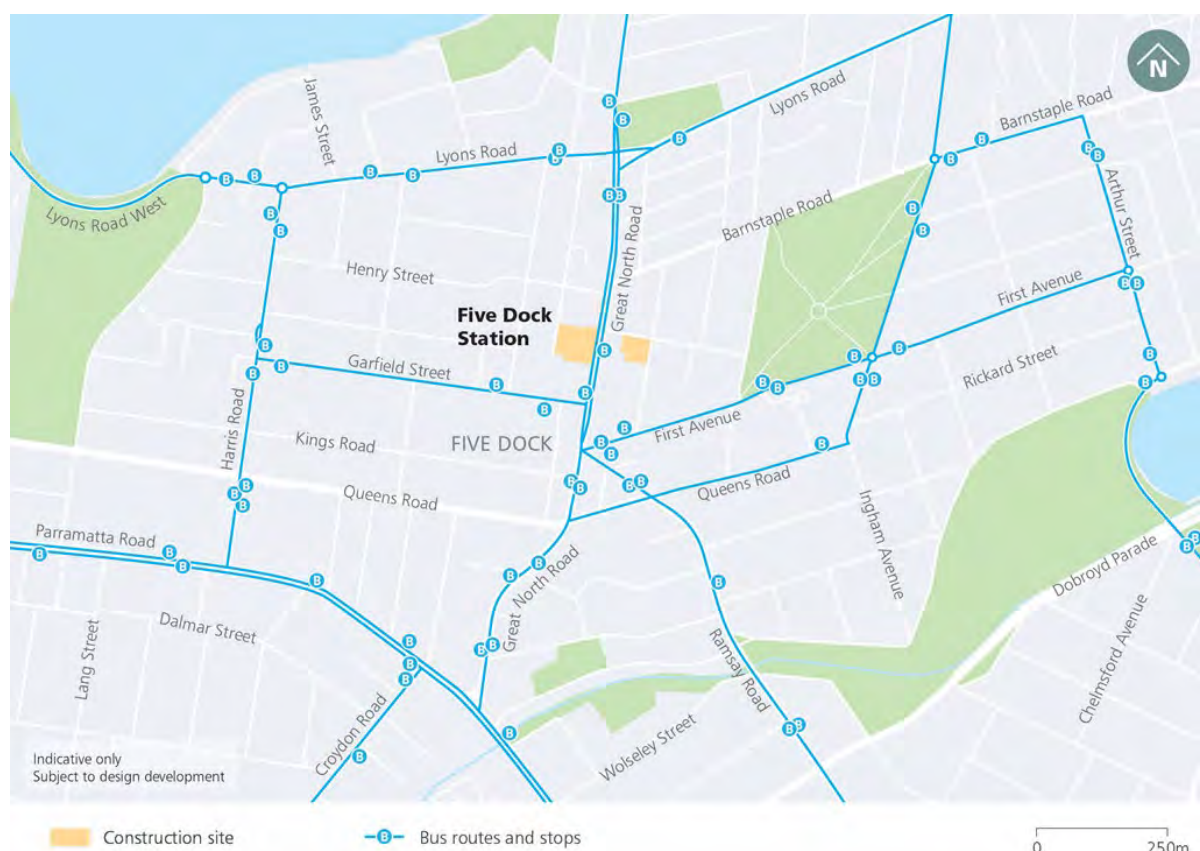 N
James Street
Lyons Road
Barnstaple Road
Lyons Road
Arthur Street
Lyons Road West
Barnstaple Road
Great North Road
Henry Street
First Avenue
Five Dock
Station
Garfield Street
Rickard Street
Harris Road
First Avenue
Kings Road
FIVE DOCK
Queens Road
Queens Road
Ingham Avenue
Parramatta Road
Great North Road
Dobroyd Parade
Dalmar Street
Lang Street
Ramsay Road
Chelmsford Avenue
Croydon Road
Wolseley Street
Indicative only
Subject to design development
Construction site
B Bus routes and stops
0 250m